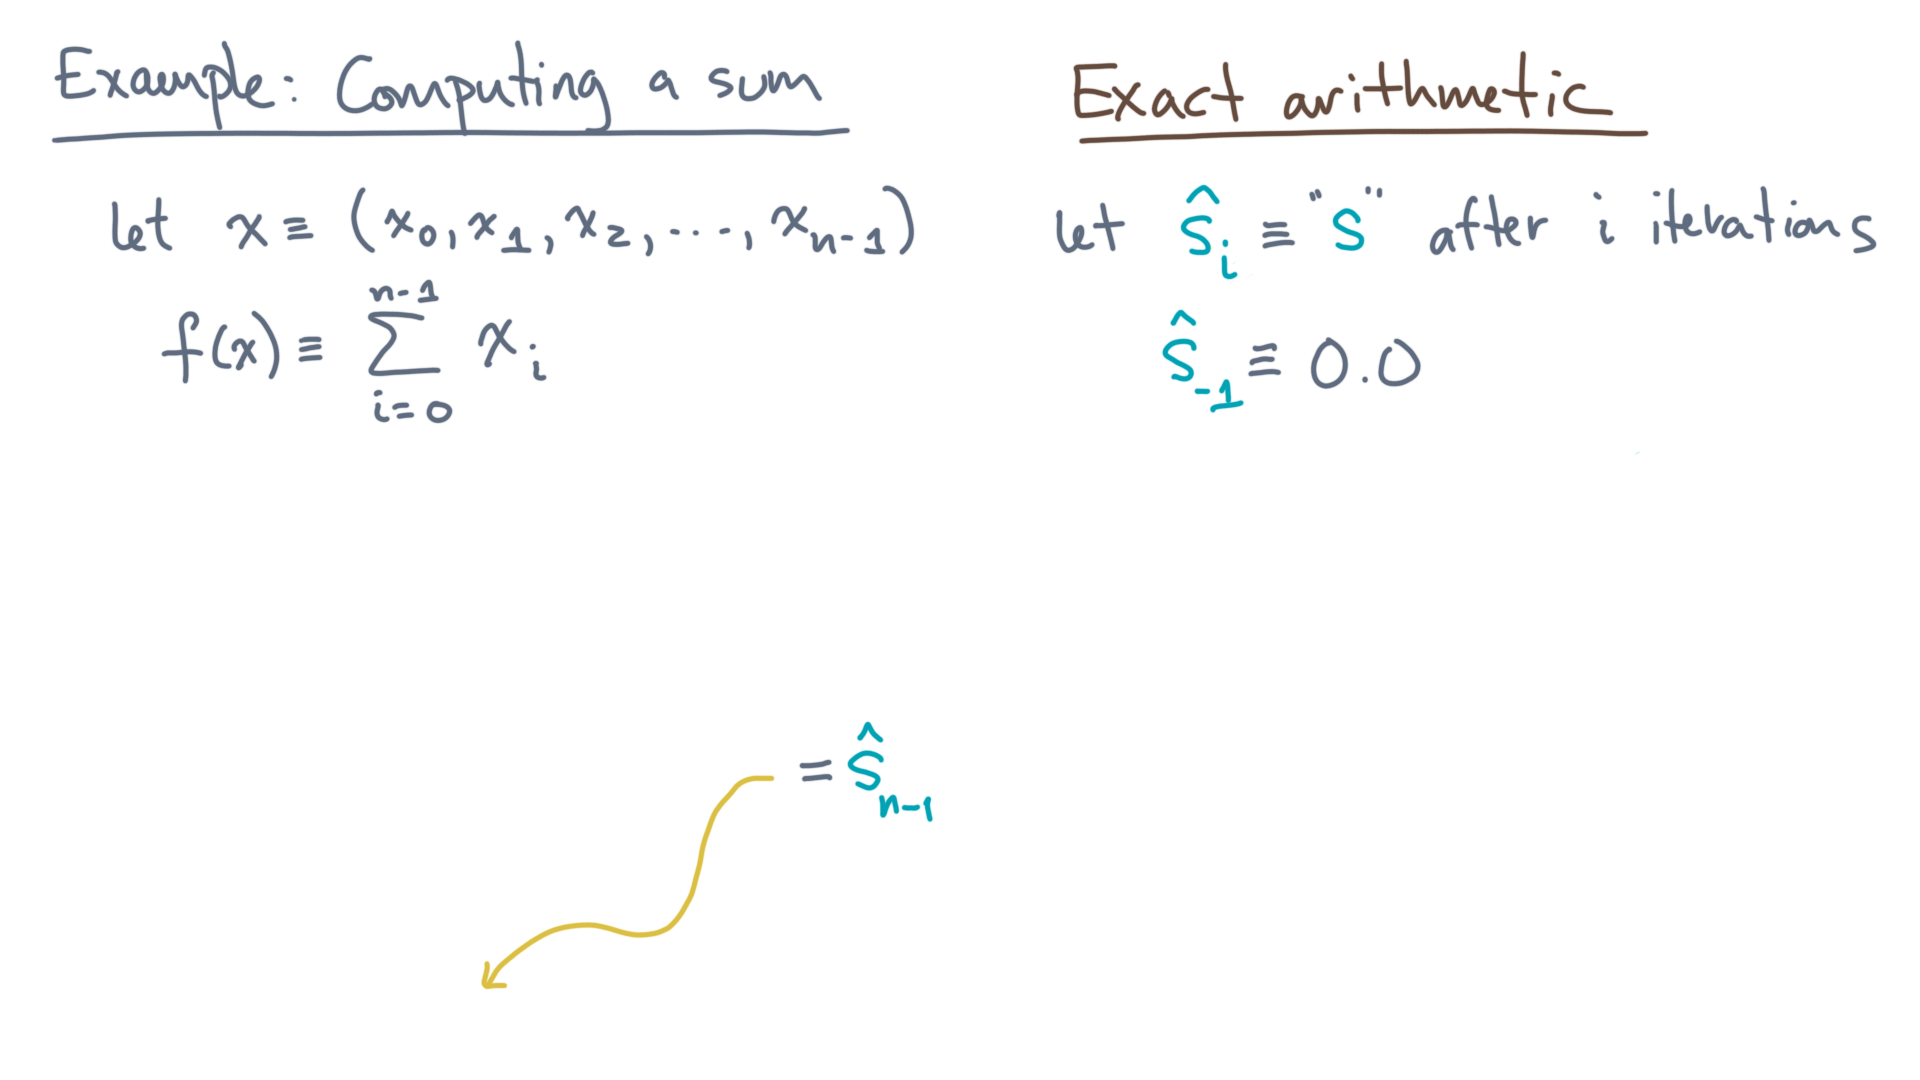 Example: Computing a sum
let x ≡ (x₀, x₁, x₂, ..., xₙ₋₁)
n-1
f(x) ≡ ∑ xᵢ
i=0
= ŝₙ₋₁
Exact arithmetic
let ŝᵢ ≡ "s" after i iterations
ŝ₋₁ ≡ 0.0